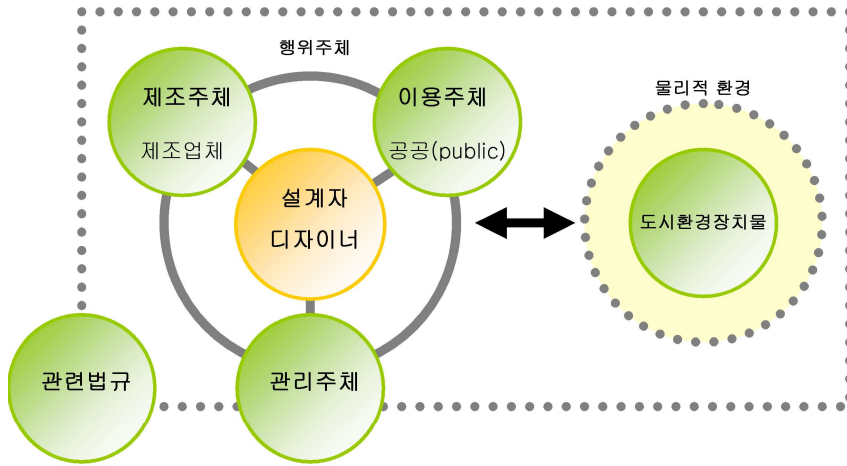 행위주체
제조주체
제조업체
이용주체
공공(public)
설계자
디자이너
물리적 환경
도시환경장치물
관련법규
관리주체